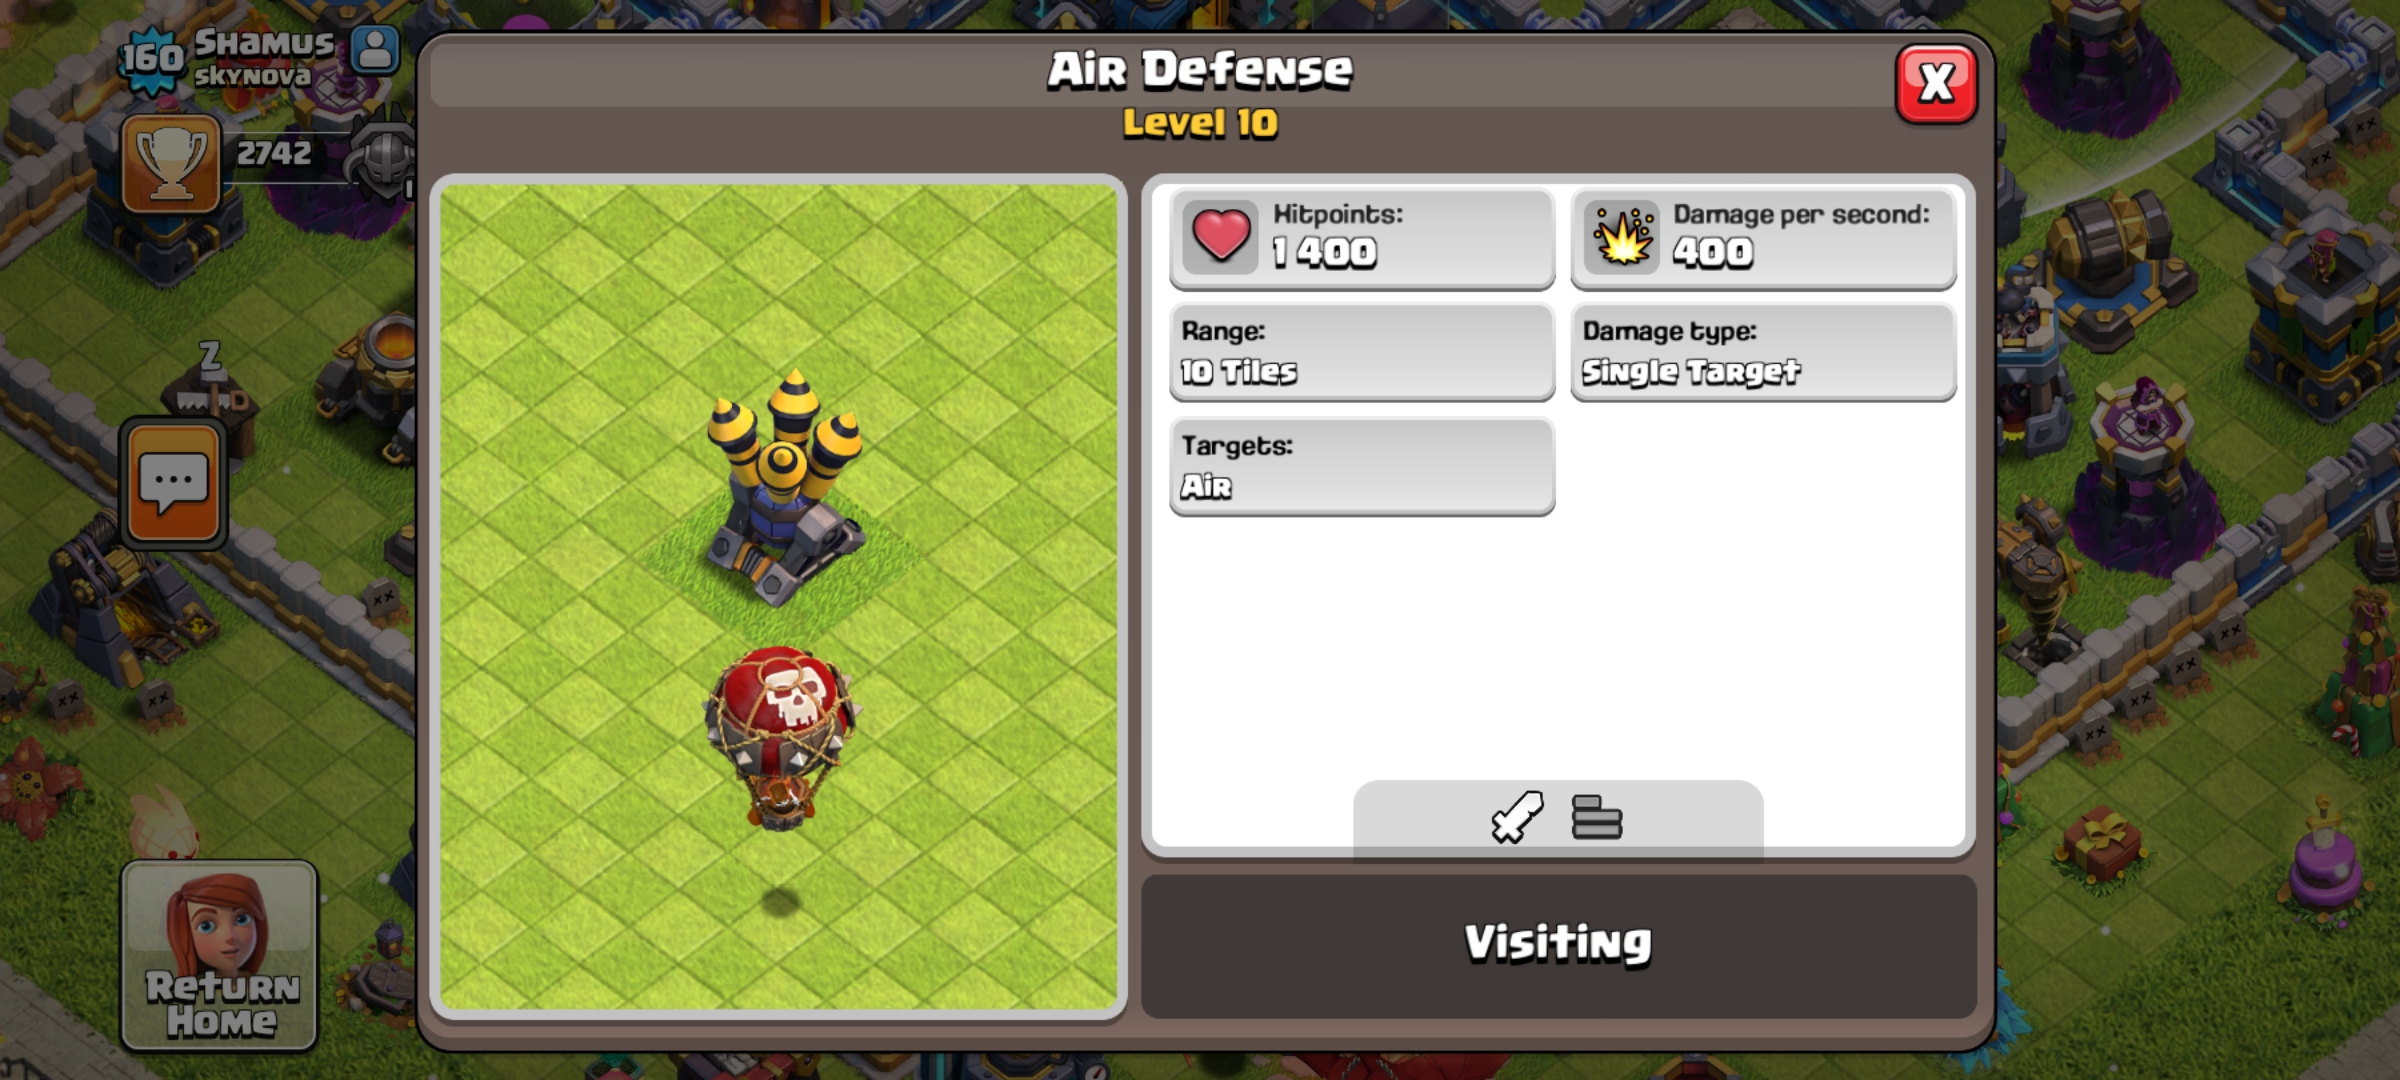 160
Shamus
skynova
2742
Z
Return
Home
Air Defense
Level 10
X
Hitpoints:
1 400
Damage per second:
400
Range:
10 Tiles
Damage type:
Single Target
Targets:
Air
Visiting